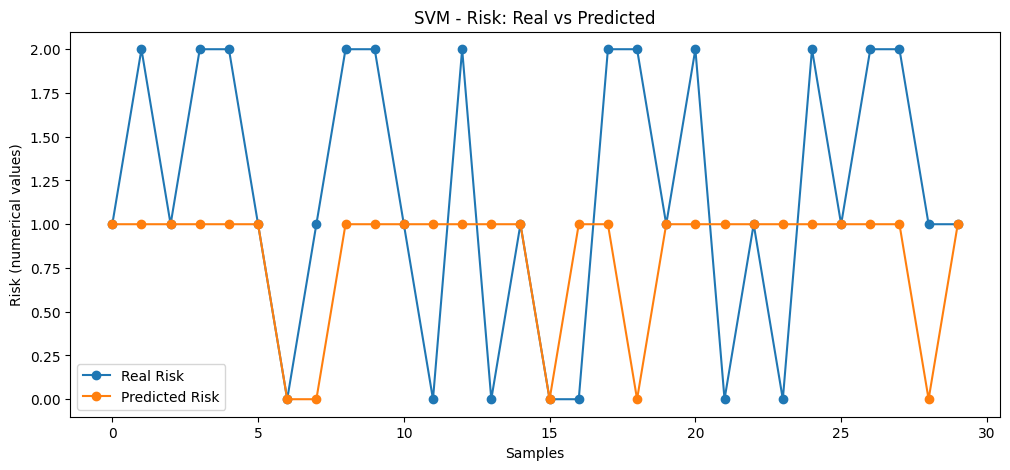 SVM - Risk: Real vs Predicted
Risk (numerical values)
2.00
1.75
1.50
1.25
1.00
0.75
0.50
0.25
0.00
Real Risk
Predicted Risk
0 5 10 15 20 25 30
Samples